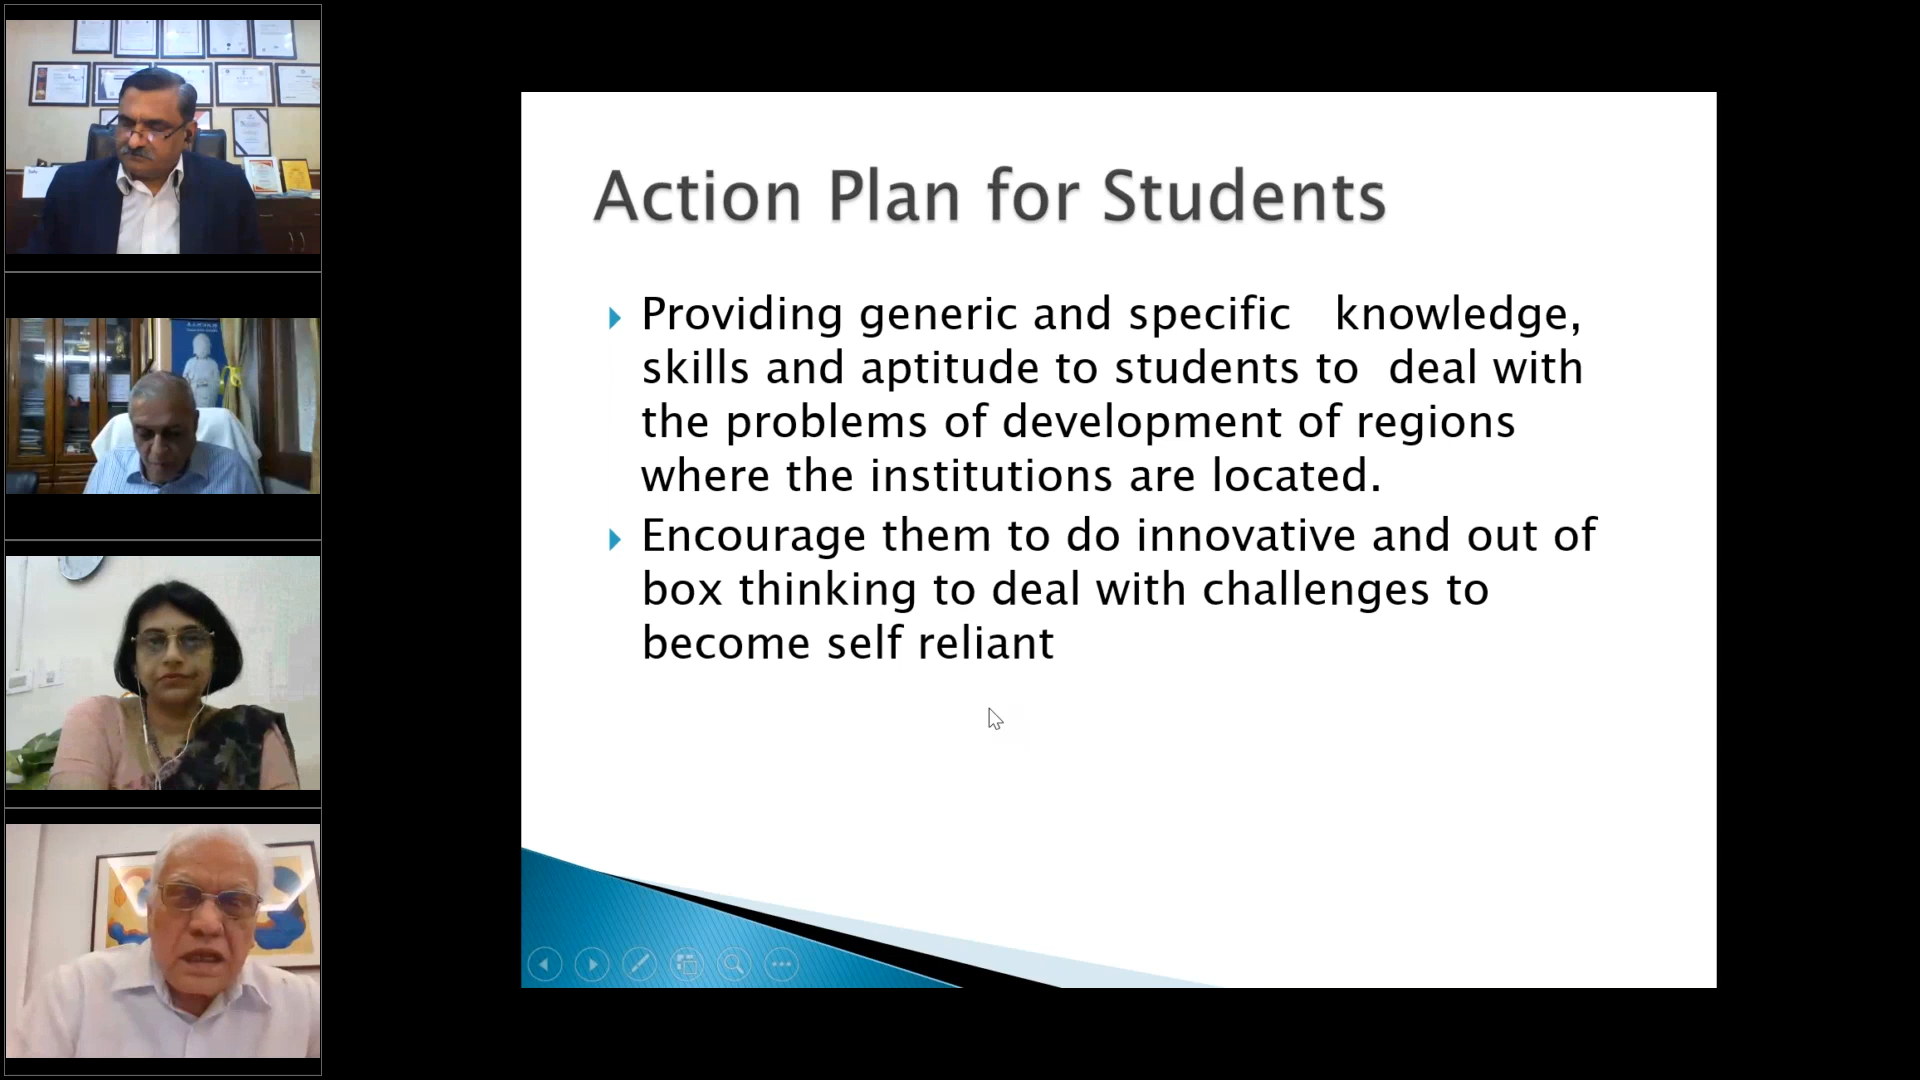 Action Plan for Students
Providing generic and specific knowledge,
skills and aptitude to students to deal with
the problems of development of regions
where the institutions are located.
Encourage them to do innovative and out of
box thinking to deal with challenges to
become self reliant